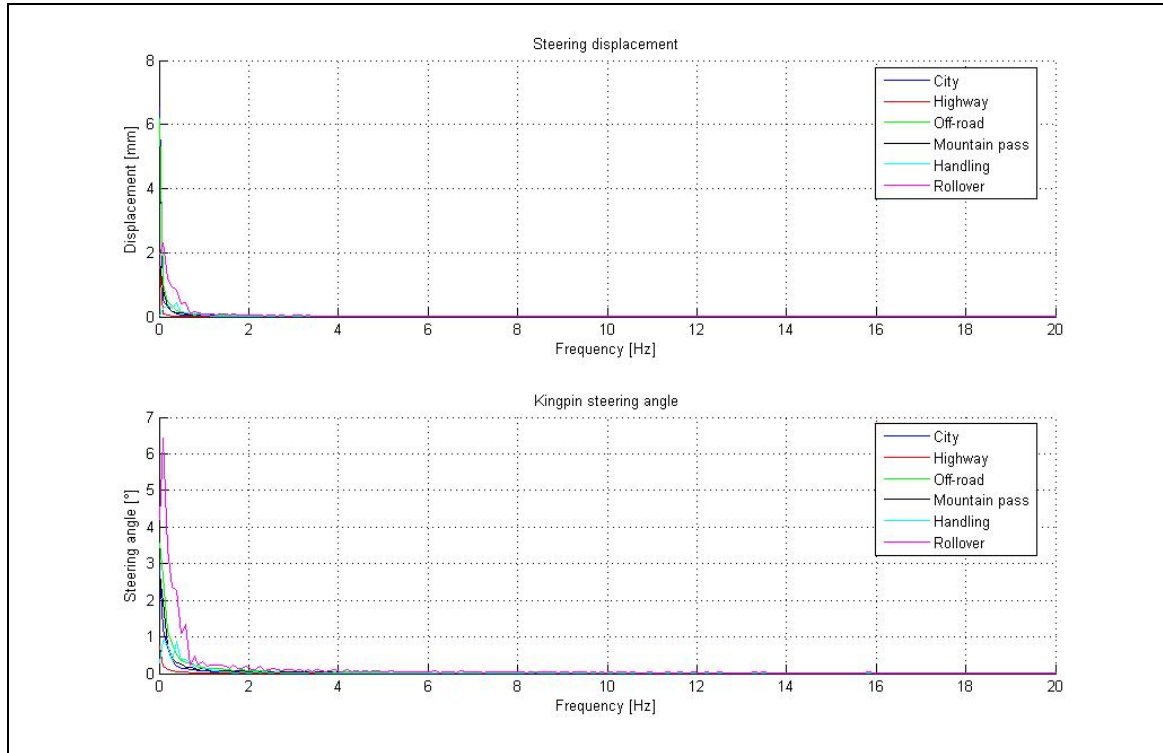 Steering displacement
8
6
4
2
0
Displacement [mm]
City
Highway
Off-road
Mountain pass
Handling
Rollover
0 2 4 6 8 10 12 14 16 18 20
Frequency [Hz]
Kingpin steering angle
7
6
5
4
3
2
1
0
Steering angle [°]
City
Highway
Off-road
Mountain pass
Handling
Rollover
0 2 4 6 8 10 12 14 16 18 20
Frequency [Hz]